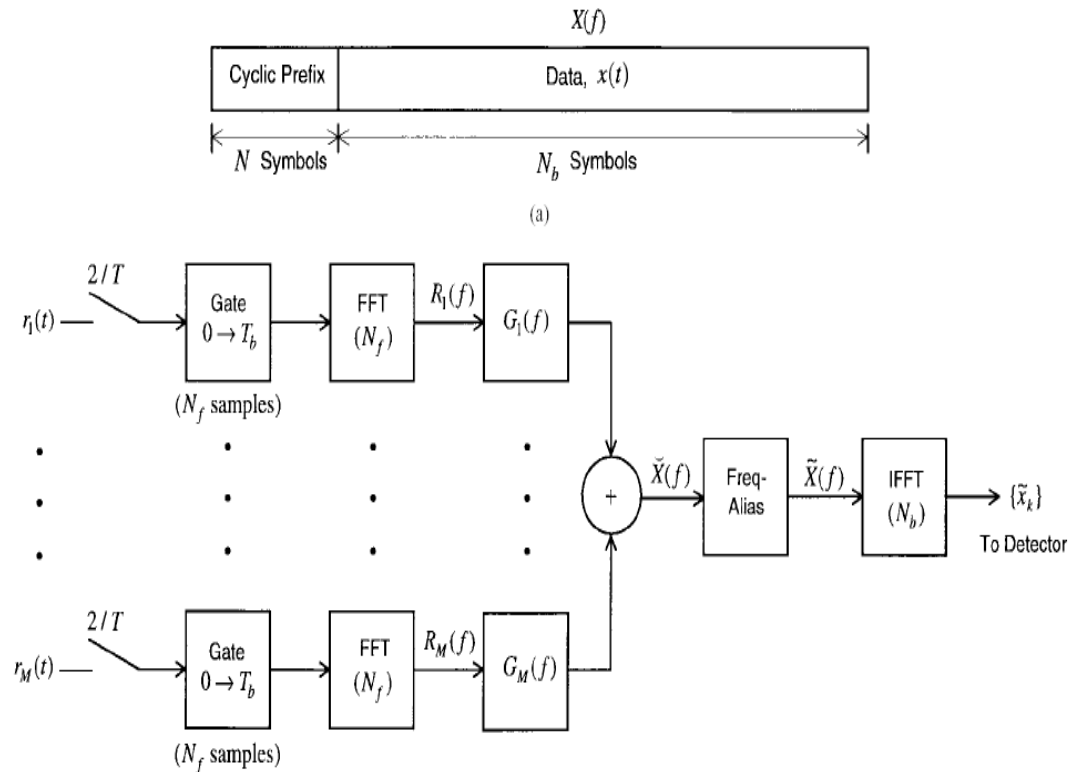 X(f)
Cyclic Prefix
Data, x(t)
N Symbols
N_b Symbols
(a)
2/T
r_1(t)
Gate
0 → T_b
(N_f samples)
FFT
(N_f)
R_1(f)
G_1(f)
+
X̆(f)
Freq-
Alias
X̃̃(f)
IFFT
(N_b)
{x̃_k}
To Detector
2/T
r_M(t)
Gate
0 → T_b
(N_f samples)
FFT
(N_f)
R_M(f)
G_M(f)